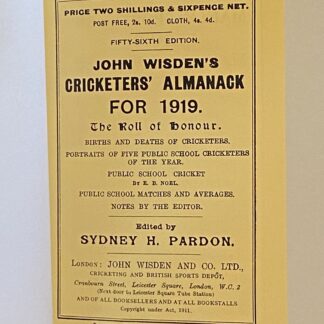 PRICE TWO SHILLINGS & SIXPENCE NET.
POST FREE, 2s. 10d. CLOTH, 4s. 4d.
FIFTY-SIXTH EDITION.
JOHN WISDEN'S
CRICKETERS' ALMANACK
FOR 1919.
The Roll of Honour.
BIRTHS AND DEATHS OF CRICKETERS.
PORTRAITS OF FIVE PUBLIC SCHOOL CRICKETERS
OF THE YEAR.
PUBLIC SCHOOL CRICKET
BY E. B. NOEL.
PUBLIC SCHOOL MATCHES AND AVERAGES.
NOTES BY THE EDITOR.
Edited by
SYDNEY H. PARDON.
LONDON: JOHN WISDEN AND CO. LTD.,
CRICKETING AND BRITISH SPORTS DEPÔT,
Cranbourn Street, Leicester Square, London, W.C. 2
(Next door to Leicester Square Tube Station)
AND OF ALL BOOKSELLERS AND AT ALL BOOKSTALLS
Copyright under Act, 1911.